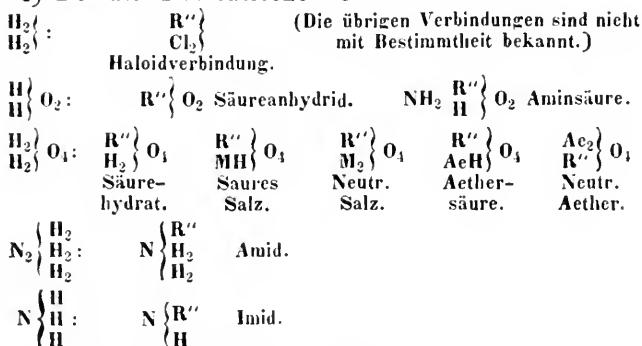 H₂ } : R″ } (Die übrigen Verbindungen sind nicht
H₂ } Cl₂ } mit Bestimmtheit bekannt.)
Haloidverbindung.
H } O₂: R″ } O₂ Säureanhydrid. NH₂ R″ } O₂ Aminsäure.
H } H }
H₂ } O₄: R″ } O₄ R″ } O₄ R″ } O₄ R″ } O₄ Ae₂ } O₄
H₂ } H₂ } MH } M₂ } AeH } R″ }
Säure- Saures Neutr. Aether- Neutr.
hydrat. Salz. Salz. säure. Aether.
{ H₂ { R″
N₂ { H₂ : N { H₂ Amid.
{ H₂ { H₂
{ H
N { H : N { R″ Imid.
{ H { H